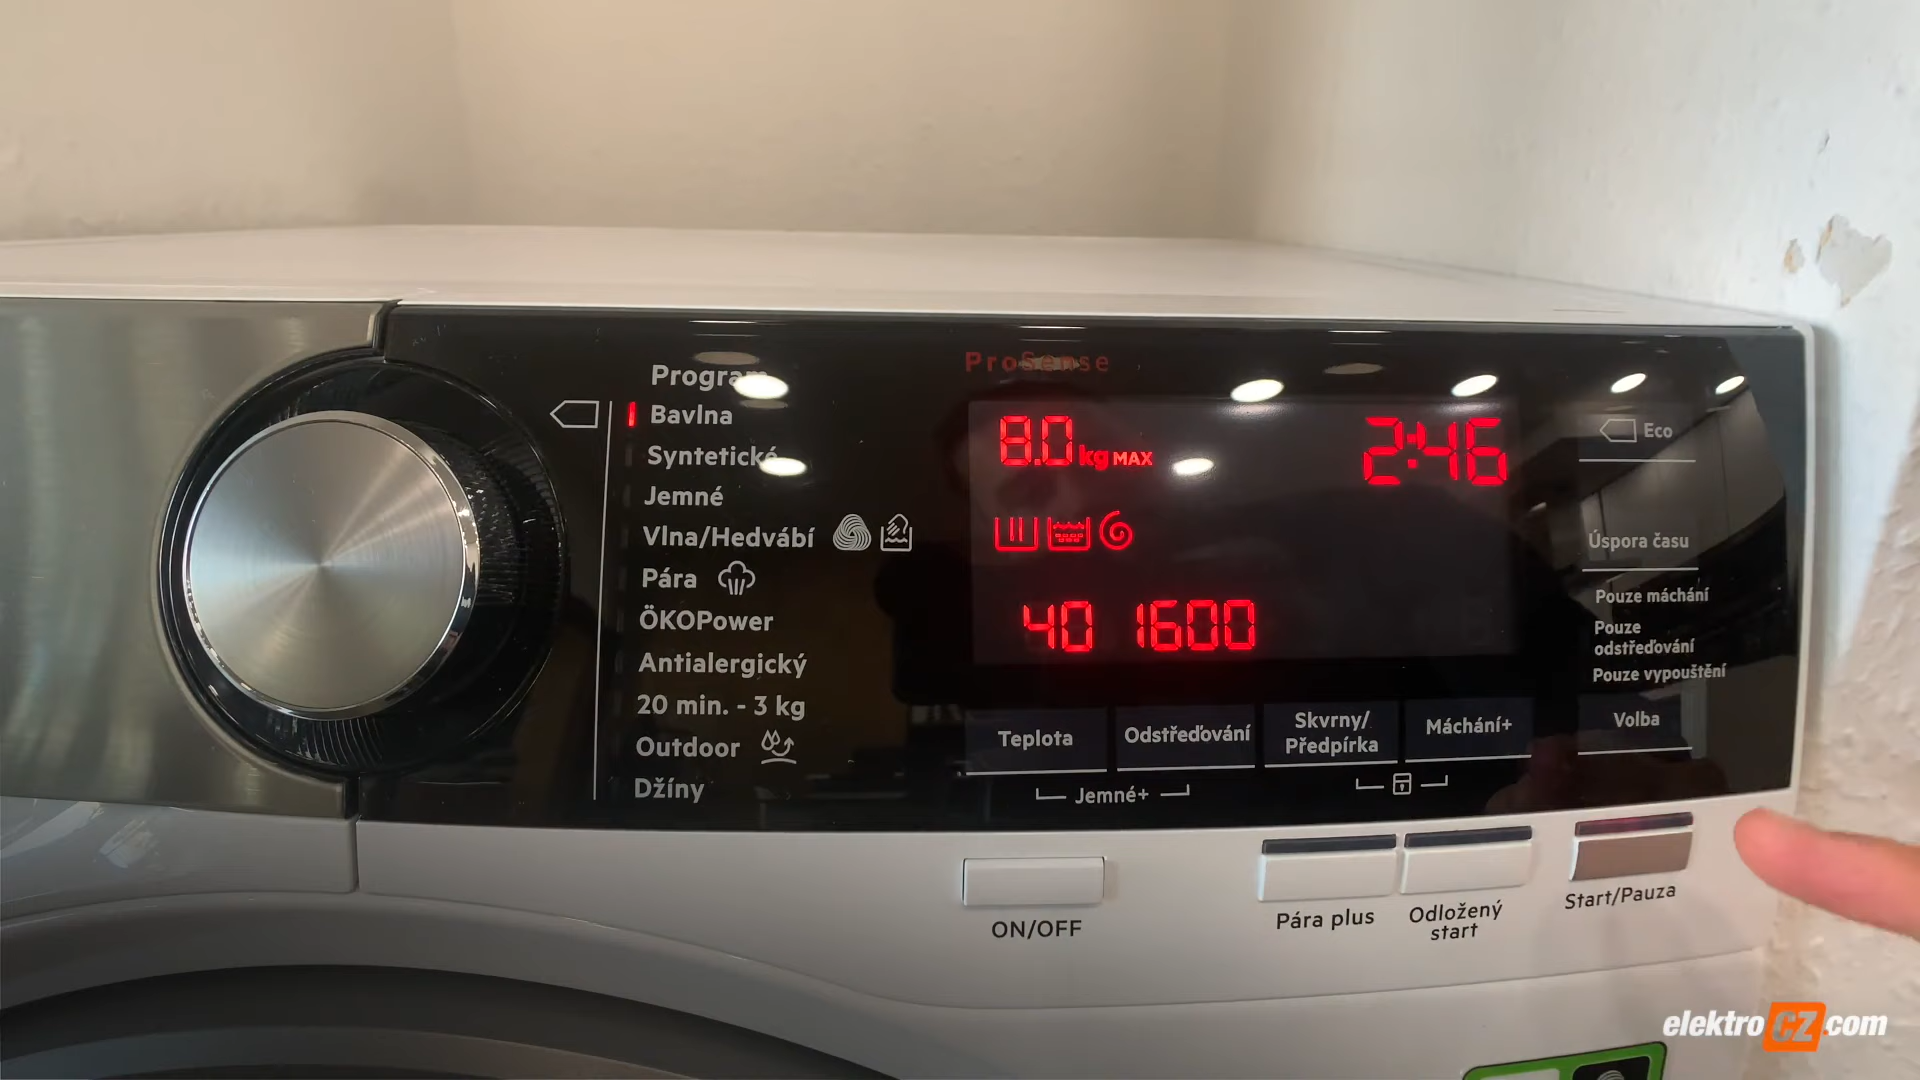 ProSense
Program
Bavlna
Syntetické
Jemné
Vlna/Hedvábí
Pára
ÖKOPower
Antialergický
20 min. - 3 kg
Outdoor
Džíny
8.0 kg MAX
2:46
40 1600
Eco
Úspora času
Pouze máchání
Pouze
odstřeďování
Pouze vypouštění
Volba
Teplota
Odstřeďování
Skvrny/
Předpírka
Máchání+
Jemné+
ON/OFF
Pára plus
Odložený
start
Start/Pauza
elektroCZ.com